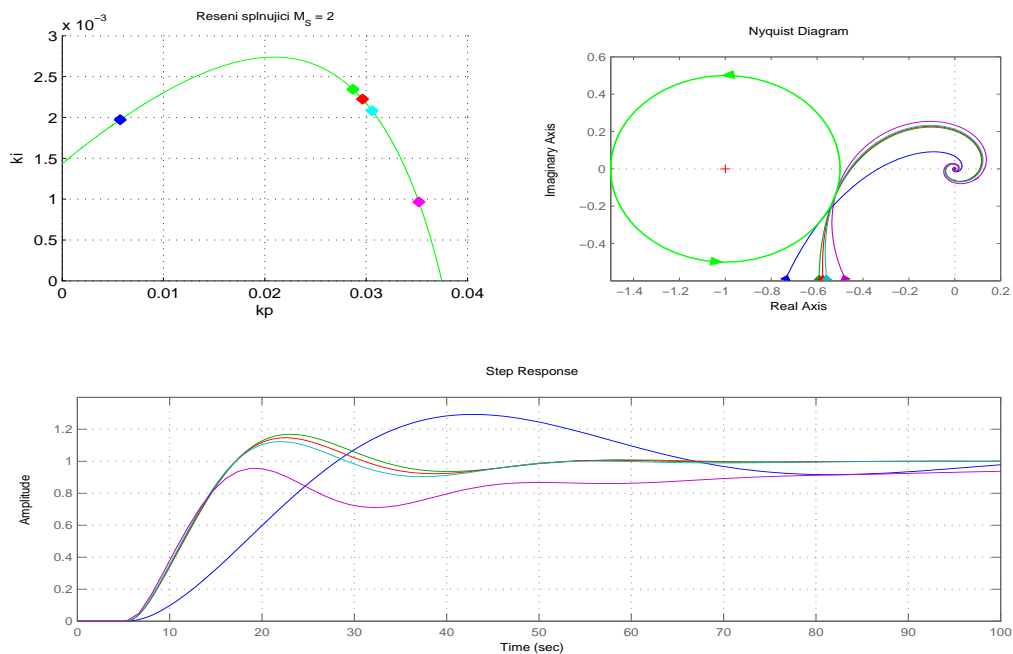 Reseni splnujici M_S = 2
x 10^−3
3
2.5
2
1.5
1
0.5
0
ki
0 0.01 0.02 0.03 0.04
kp
Nyquist Diagram
0.6
0.4
0.2
0
−0.2
−0.4
Imaginary Axis
−1.4 −1.2 −1 −0.8 −0.6 −0.4 −0.2 0 0.2
Real Axis
Step Response
1.2
1
0.8
0.6
0.4
0.2
0
Amplitude
0 10 20 30 40 50 60 70 80 90 100
Time (sec)